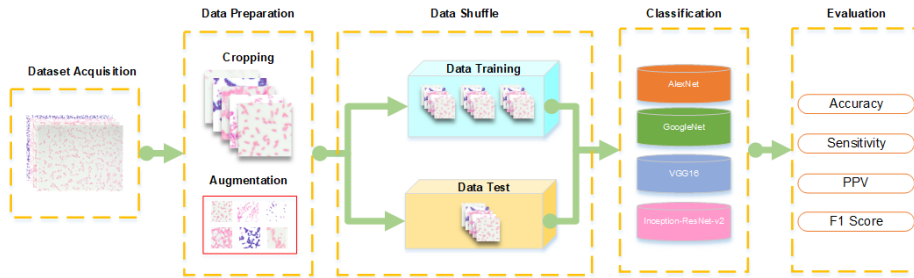 Dataset Acquisition
Data Preparation
Cropping
Augmentation
Data Shuffle
Data Training
Data Test
Classification
AlexNet
GoogleNet
VGG16
Inception-ResNet-v2
Evaluation
Accuracy
Sensitivity
PPV
F1 Score